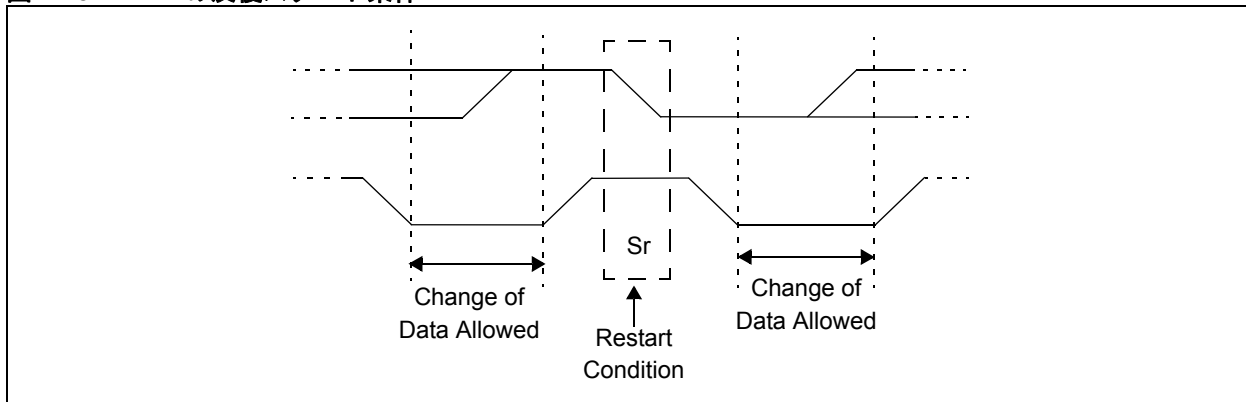 Change of
Data Allowed
Sr
Restart
Condition
Change of
Data Allowed